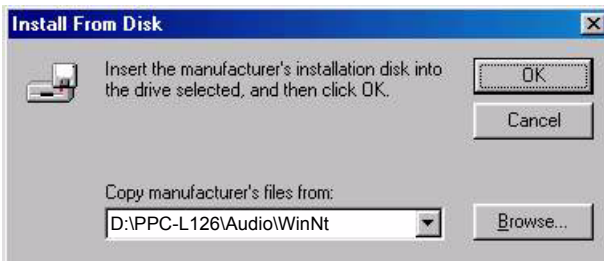 Install From Disk
Insert the manufacturer's installation disk into
the drive selected, and then click OK.
OK
Cancel
Copy manufacturer's files from:
D:\PPC-L126\Audio\WinNt
Browse...